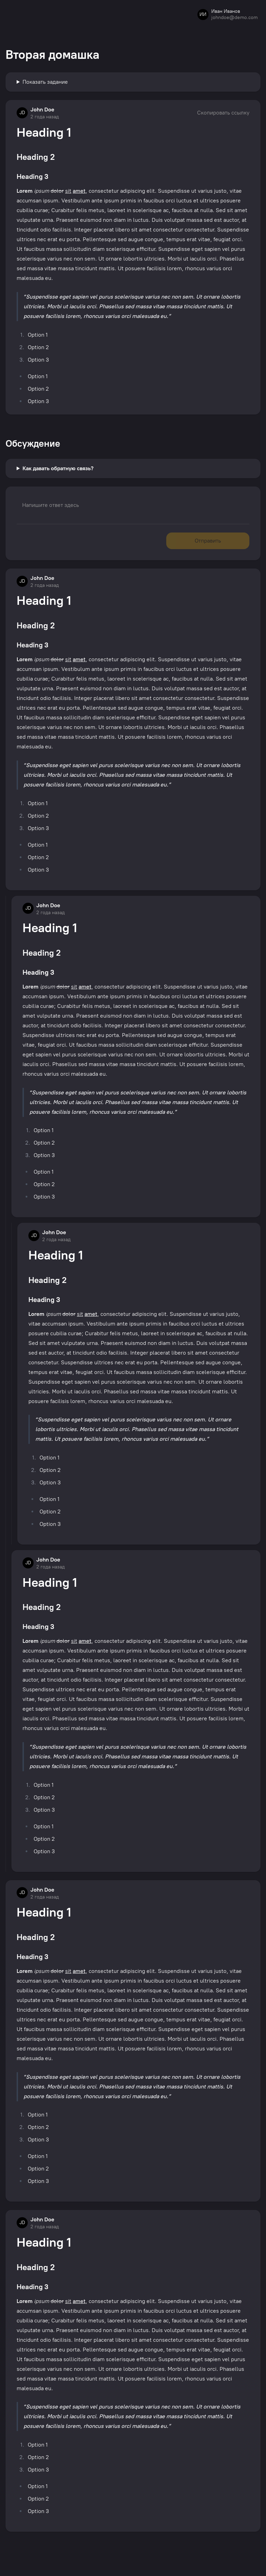 ИИ
Иван Иванов
johndoe@demo.com
Вторая домашка
Показать задание
JD
John Doe
2 года назад
Скопировать ссылку
Heading 1
Heading 2
Heading 3
Lorem ipsum dolor sit amet, consectetur adipiscing elit. Suspendisse ut varius justo, vitae
accumsan ipsum. Vestibulum ante ipsum primis in faucibus orci luctus et ultrices posuere
cubilia curae; Curabitur felis metus, laoreet in scelerisque ac, faucibus at nulla. Sed sit amet
vulputate urna. Praesent euismod non diam in luctus. Duis volutpat massa sed est auctor, at
tincidunt odio facilisis. Integer placerat libero sit amet consectetur consectetur. Suspendisse
ultrices nec erat eu porta. Pellentesque sed augue congue, tempus erat vitae, feugiat orci.
Ut faucibus massa sollicitudin diam scelerisque efficitur. Suspendisse eget sapien vel purus
scelerisque varius nec non sem. Ut ornare lobortis ultricies. Morbi ut iaculis orci. Phasellus
sed massa vitae massa tincidunt mattis. Ut posuere facilisis lorem, rhoncus varius orci
malesuada eu.
"Suspendisse eget sapien vel purus scelerisque varius nec non sem. Ut ornare lobortis
ultricies. Morbi ut iaculis orci. Phasellus sed massa vitae massa tincidunt mattis. Ut
posuere facilisis lorem, rhoncus varius orci malesuada eu."
1. Option 1
2. Option 2
3. Option 3
Option 1
Option 2
Option 3
Обсуждение
Как давать обратную связь?
Напишите ответ здесь
Отправить
JD
John Doe
2 года назад
Heading 1
Heading 2
Heading 3
Lorem ipsum dolor sit amet, consectetur adipiscing elit. Suspendisse ut varius justo, vitae
accumsan ipsum. Vestibulum ante ipsum primis in faucibus orci luctus et ultrices posuere
cubilia curae; Curabitur felis metus, laoreet in scelerisque ac, faucibus at nulla. Sed sit amet
vulputate urna. Praesent euismod non diam in luctus. Duis volutpat massa sed est auctor, at
tincidunt odio facilisis. Integer placerat libero sit amet consectetur consectetur. Suspendisse
ultrices nec erat eu porta. Pellentesque sed augue congue, tempus erat vitae, feugiat orci.
Ut faucibus massa sollicitudin diam scelerisque efficitur. Suspendisse eget sapien vel purus
scelerisque varius nec non sem. Ut ornare lobortis ultricies. Morbi ut iaculis orci. Phasellus
sed massa vitae massa tincidunt mattis. Ut posuere facilisis lorem, rhoncus varius orci
malesuada eu.
"Suspendisse eget sapien vel purus scelerisque varius nec non sem. Ut ornare lobortis
ultricies. Morbi ut iaculis orci. Phasellus sed massa vitae massa tincidunt mattis. Ut
posuere facilisis lorem, rhoncus varius orci malesuada eu."
1. Option 1
2. Option 2
3. Option 3
Option 1
Option 2
Option 3
JD
John Doe
2 года назад
Heading 1
Heading 2
Heading 3
Lorem ipsum dolor sit amet, consectetur adipiscing elit. Suspendisse ut varius justo, vitae
accumsan ipsum. Vestibulum ante ipsum primis in faucibus orci luctus et ultrices posuere
cubilia curae; Curabitur felis metus, laoreet in scelerisque ac, faucibus at nulla. Sed sit
amet vulputate urna. Praesent euismod non diam in luctus. Duis volutpat massa sed est
auctor, at tincidunt odio facilisis. Integer placerat libero sit amet consectetur consectetur.
Suspendisse ultrices nec erat eu porta. Pellentesque sed augue congue, tempus erat
vitae, feugiat orci. Ut faucibus massa sollicitudin diam scelerisque efficitur. Suspendisse
eget sapien vel purus scelerisque varius nec non sem. Ut ornare lobortis ultricies. Morbi ut
iaculis orci. Phasellus sed massa vitae massa tincidunt mattis. Ut posuere facilisis lorem,
rhoncus varius orci malesuada eu.
"Suspendisse eget sapien vel purus scelerisque varius nec non sem. Ut ornare lobortis
ultricies. Morbi ut iaculis orci. Phasellus sed massa vitae massa tincidunt mattis. Ut
posuere facilisis lorem, rhoncus varius orci malesuada eu."
1. Option 1
2. Option 2
3. Option 3
Option 1
Option 2
Option 3
JD
John Doe
2 года назад
Heading 1
Heading 2
Heading 3
Lorem ipsum dolor sit amet, consectetur adipiscing elit. Suspendisse ut varius justo, vitae
accumsan ipsum. Vestibulum ante ipsum primis in faucibus orci luctus et ultrices
posuere cubilia curae; Curabitur felis metus, laoreet in scelerisque ac, faucibus at nulla.
Sed sit amet vulputate urna. Praesent euismod non diam in luctus. Duis volutpat massa
sed est auctor, at tincidunt odio facilisis. Integer placerat libero sit amet consectetur
consectetur. Suspendisse ultrices nec erat eu porta. Pellentesque sed augue congue,
tempus erat vitae, feugiat orci. Ut faucibus massa sollicitudin diam scelerisque efficitur.
Suspendisse eget sapien vel purus scelerisque varius nec non sem. Ut ornare lobortis
ultricies. Morbi ut iaculis orci. Phasellus sed massa vitae massa tincidunt mattis. Ut
posuere facilisis lorem, rhoncus varius orci malesuada eu.
"Suspendisse eget sapien vel purus scelerisque varius nec non sem. Ut ornare
lobortis ultricies. Morbi ut iaculis orci. Phasellus sed massa vitae massa tincidunt
mattis. Ut posuere facilisis lorem, rhoncus varius orci malesuada eu."
1. Option 1
2. Option 2
3. Option 3
Option 1
Option 2
Option 3
JD
John Doe
2 года назад
Heading 1
Heading 2
Heading 3
Lorem ipsum dolor sit amet, consectetur adipiscing elit. Suspendisse ut varius justo, vitae
accumsan ipsum. Vestibulum ante ipsum primis in faucibus orci luctus et ultrices posuere
cubilia curae; Curabitur felis metus, laoreet in scelerisque ac, faucibus at nulla. Sed sit
amet vulputate urna. Praesent euismod non diam in luctus. Duis volutpat massa sed est
auctor, at tincidunt odio facilisis. Integer placerat libero sit amet consectetur consectetur.
Suspendisse ultrices nec erat eu porta. Pellentesque sed augue congue, tempus erat
vitae, feugiat orci. Ut faucibus massa sollicitudin diam scelerisque efficitur. Suspendisse
eget sapien vel purus scelerisque varius nec non sem. Ut ornare lobortis ultricies. Morbi ut
iaculis orci. Phasellus sed massa vitae massa tincidunt mattis. Ut posuere facilisis lorem,
rhoncus varius orci malesuada eu.
"Suspendisse eget sapien vel purus scelerisque varius nec non sem. Ut ornare lobortis
ultricies. Morbi ut iaculis orci. Phasellus sed massa vitae massa tincidunt mattis. Ut
posuere facilisis lorem, rhoncus varius orci malesuada eu."
1. Option 1
2. Option 2
3. Option 3
Option 1
Option 2
Option 3
JD
John Doe
2 года назад
Heading 1
Heading 2
Heading 3
Lorem ipsum dolor sit amet, consectetur adipiscing elit. Suspendisse ut varius justo, vitae
accumsan ipsum. Vestibulum ante ipsum primis in faucibus orci luctus et ultrices posuere
cubilia curae; Curabitur felis metus, laoreet in scelerisque ac, faucibus at nulla. Sed sit amet
vulputate urna. Praesent euismod non diam in luctus. Duis volutpat massa sed est auctor, at
tincidunt odio facilisis. Integer placerat libero sit amet consectetur consectetur. Suspendisse
ultrices nec erat eu porta. Pellentesque sed augue congue, tempus erat vitae, feugiat orci.
Ut faucibus massa sollicitudin diam scelerisque efficitur. Suspendisse eget sapien vel purus
scelerisque varius nec non sem. Ut ornare lobortis ultricies. Morbi ut iaculis orci. Phasellus
sed massa vitae massa tincidunt mattis. Ut posuere facilisis lorem, rhoncus varius orci
malesuada eu.
"Suspendisse eget sapien vel purus scelerisque varius nec non sem. Ut ornare lobortis
ultricies. Morbi ut iaculis orci. Phasellus sed massa vitae massa tincidunt mattis. Ut
posuere facilisis lorem, rhoncus varius orci malesuada eu."
1. Option 1
2. Option 2
3. Option 3
Option 1
Option 2
Option 3
JD
John Doe
2 года назад
Heading 1
Heading 2
Heading 3
Lorem ipsum dolor sit amet, consectetur adipiscing elit. Suspendisse ut varius justo, vitae
accumsan ipsum. Vestibulum ante ipsum primis in faucibus orci luctus et ultrices posuere
cubilia curae; Curabitur felis metus, laoreet in scelerisque ac, faucibus at nulla. Sed sit amet
vulputate urna. Praesent euismod non diam in luctus. Duis volutpat massa sed est auctor, at
tincidunt odio facilisis. Integer placerat libero sit amet consectetur consectetur. Suspendisse
ultrices nec erat eu porta. Pellentesque sed augue congue, tempus erat vitae, feugiat orci.
Ut faucibus massa sollicitudin diam scelerisque efficitur. Suspendisse eget sapien vel purus
scelerisque varius nec non sem. Ut ornare lobortis ultricies. Morbi ut iaculis orci. Phasellus
sed massa vitae massa tincidunt mattis. Ut posuere facilisis lorem, rhoncus varius orci
malesuada eu.
"Suspendisse eget sapien vel purus scelerisque varius nec non sem. Ut ornare lobortis
ultricies. Morbi ut iaculis orci. Phasellus sed massa vitae massa tincidunt mattis. Ut
posuere facilisis lorem, rhoncus varius orci malesuada eu."
1. Option 1
2. Option 2
3. Option 3
Option 1
Option 2
Option 3